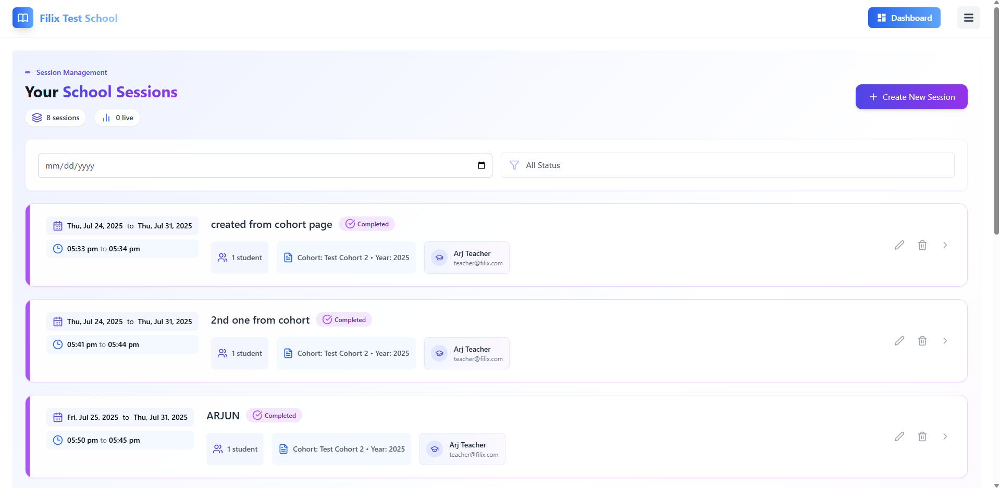 Filix Test School
Dashboard
Session Management
Your School Sessions
Create New Session
8 sessions
0 live
mm/dd/yyyy
All Status
Thu, Jul 24, 2025 to Thu, Jul 31, 2025
created from cohort page
Completed
05:33 pm to 05:34 pm
1 student
Cohort: Test Cohort 2 • Year: 2025
Arj Teacher
teacher@filix.com
Thu, Jul 24, 2025 to Thu, Jul 31, 2025
2nd one from cohort
Completed
05:41 pm to 05:44 pm
1 student
Cohort: Test Cohort 2 • Year: 2025
Arj Teacher
teacher@filix.com
Fri, Jul 25, 2025 to Thu, Jul 31, 2025
ARJUN
Completed
05:50 pm to 05:45 pm
1 student
Cohort: Test Cohort 2 • Year: 2025
Arj Teacher
teacher@filix.com